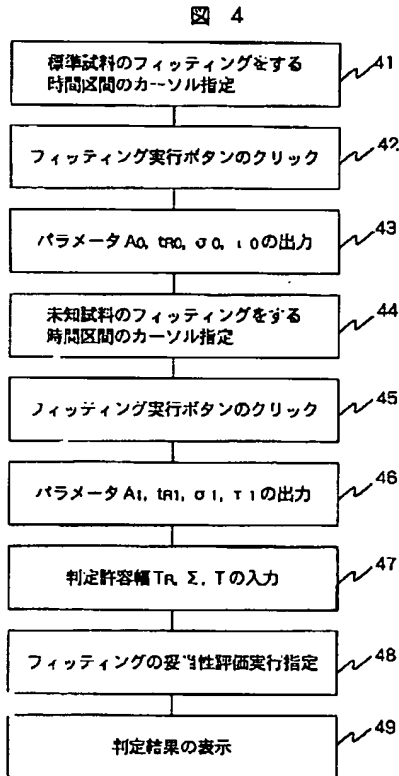 図 4
標準試料のフィッティングをする
時間区間のカーソル指定
41
フィッティング実行ボタンのクリック
42
パラメータ A0, tR0, σ0, τ0の出力
43
未知試料のフィッティングをする
時間区間のカーソル指定
44
フィッティング実行ボタンのクリック
45
パラメータ A1, tR1, σ1, τ1の出力
46
判定許容幅 TR, Σ, Tの入力
47
フィッティングの妥当性評価実行指定
48
判定結果の表示
49